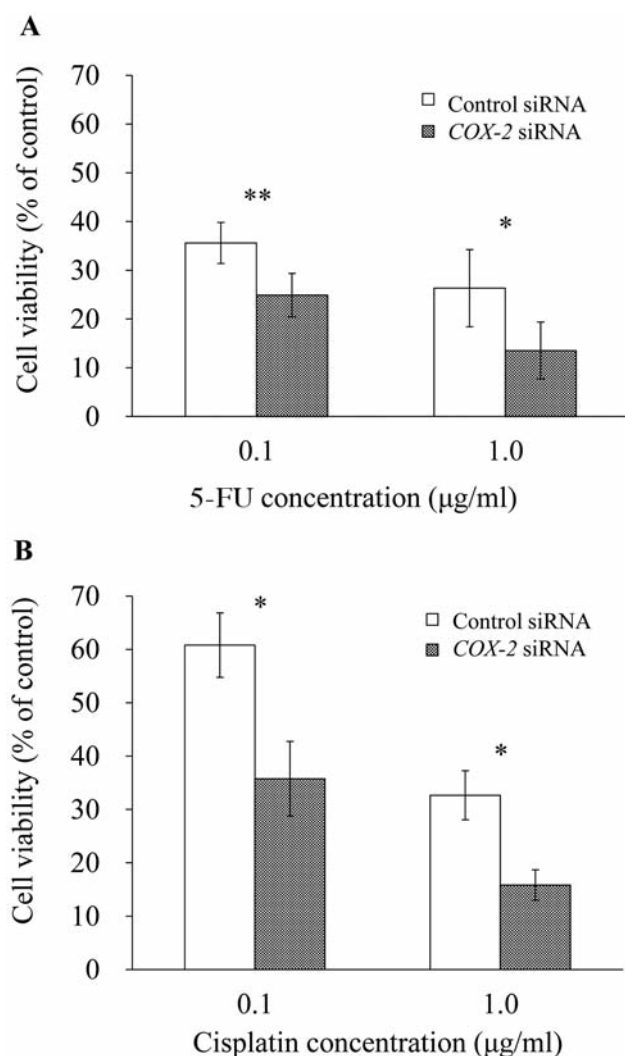 A
Cell viability (% of control)
70
60
50
40
30
20
10
0
Control siRNA
COX-2 siRNA
**
*
0.1
1.0
5-FU concentration (μg/ml)
B
Cell viability (% of control)
70
60
50
40
30
20
10
0
Control siRNA
COX-2 siRNA
*
*
0.1
1.0
Cisplatin concentration (μg/ml)